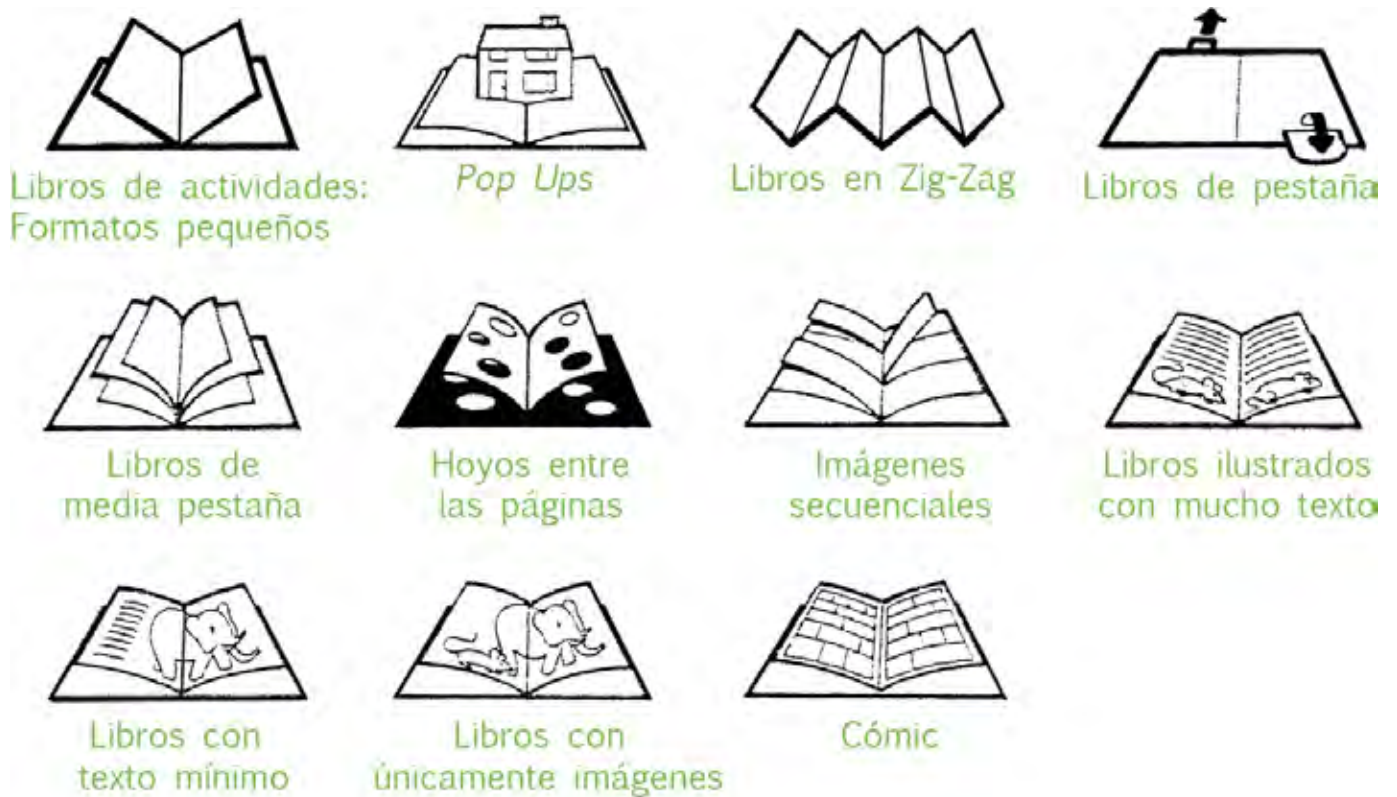 Libros de actividades:
Formatos pequeños
Pop Ups
Libros en Zig-Zag
Libros de pestaña
Libros de
media pestaña
Hoyos entre
las páginas
Imágenes
secuenciales
Libros ilustrados
con mucho texto
Libros con
texto mínimo
Libros con
únicamente imágenes
Cómic